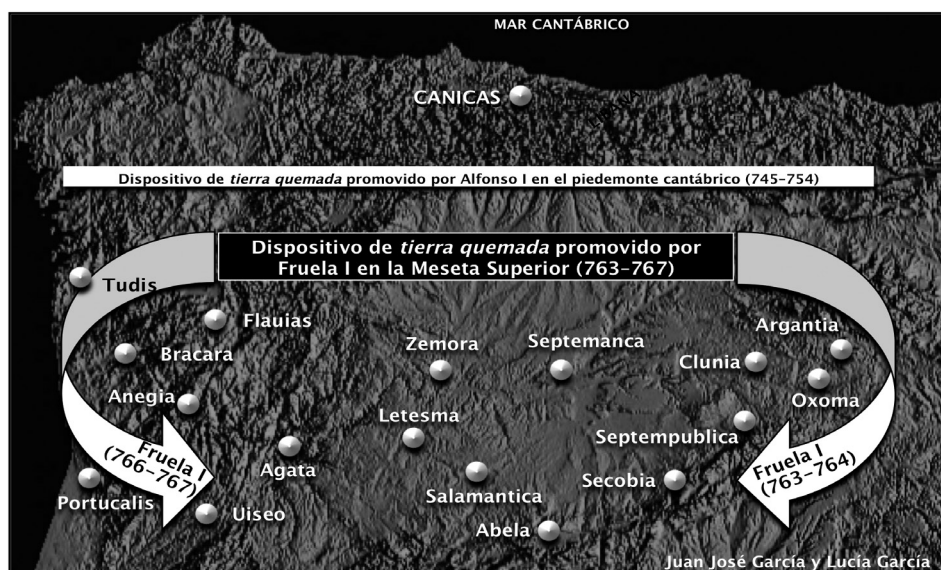 MAR CANTÁBRICO
CANICAS
Dispositivo de tierra quemada promovido por Alfonso I en el piedemonte cantábrico (745-754)
Dispositivo de tierra quemada promovido por
Fruela I en la Meseta Superior (763-767)
Tudis
Flauias
Bracara
Anegia
Zemora
Septemanca
Argantia
Clunia
Oxoma
Letesma
Septempublica
Agata
Fruela I
(766-767)
Fruela I
(763-764)
Portucalis
Uiseo
Salamantica
Secobia
Abela
Juan José García y Lucía García